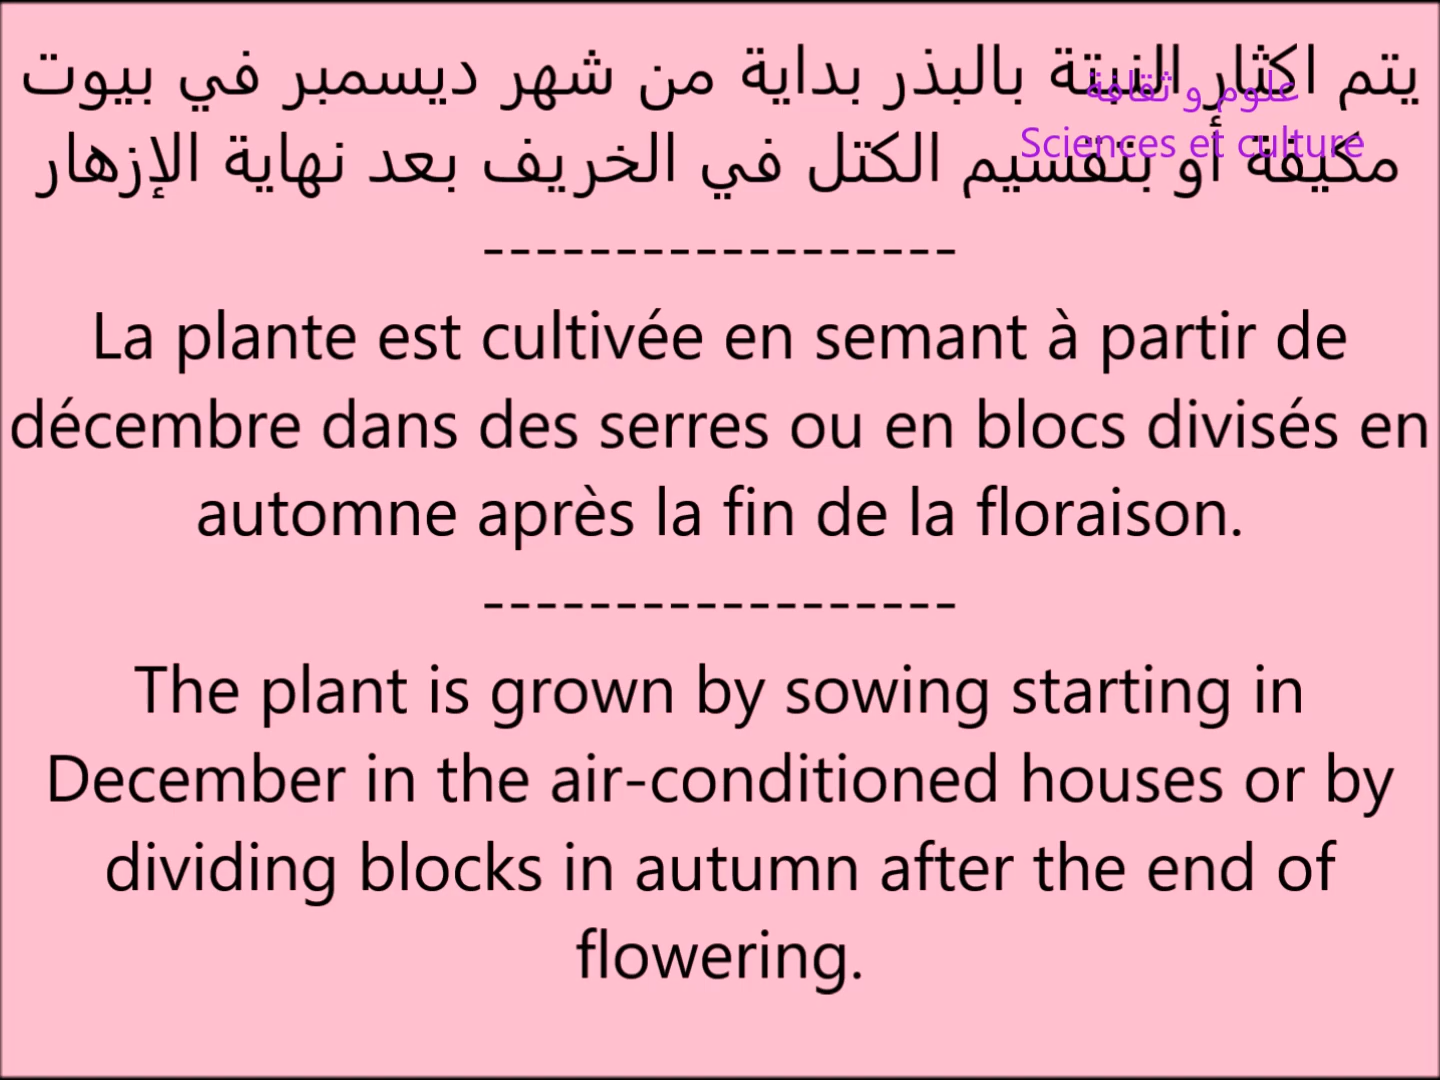 يتم اكثار النبتة بالبذر بداية من شهر ديسمبر في بيوت
علوم و ثقافة
Sciences et culture
مكيفة أو بتقسيم الكتل في الخريف بعد نهاية الإزهار
------------------
La plante est cultivée en semant à partir de
décembre dans des serres ou en blocs divisés en
automne après la fin de la floraison.
------------------
The plant is grown by sowing starting in
December in the air-conditioned houses or by
dividing blocks in autumn after the end of
flowering.